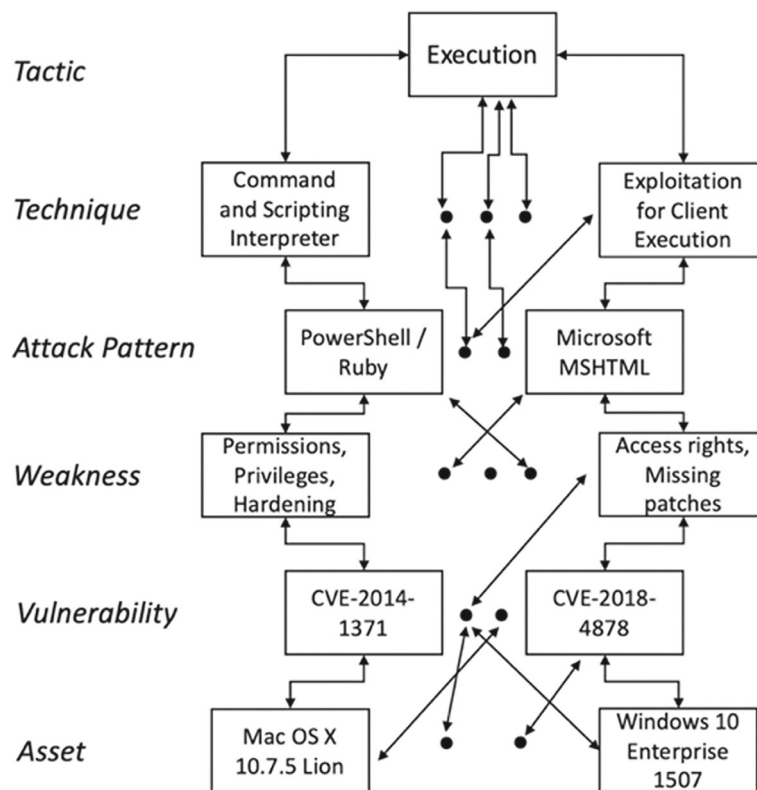 Tactic
Execution
Technique
Command
and Scripting
Interpreter
Exploitation
for Client
Execution
Attack Pattern
PowerShell /
Ruby
Microsoft
MSHTML
Weakness
Permissions,
Privileges,
Hardening
Access rights,
Missing
patches
Vulnerability
CVE-2014-
1371
CVE-2018-
4878
Asset
Mac OS X
10.7.5 Lion
Windows 10
Enterprise
1507